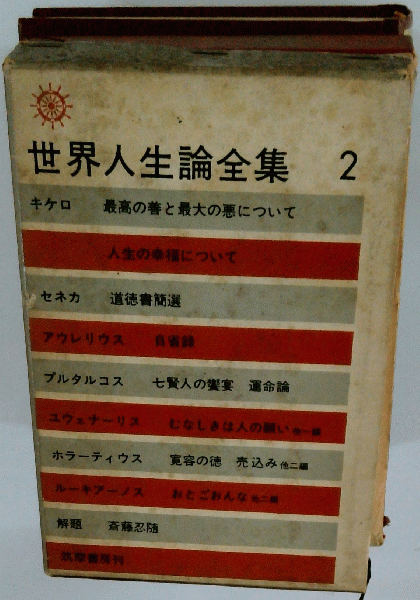 世界人生論全集 2
キケロ 最高の善と最大の悪について
人生の幸福について
セネカ 道徳書簡選
アウレリウス 自省録
プルタルコス 七賢人の饗宴 運命論
ユウェナーリス むなしきは人の願い 他一編
ホラーティウス 寛容の徳 売込み 他二編
ルーキアーノス おとこおんな 他二編
解題 斎藤忍随
筑摩書房刊